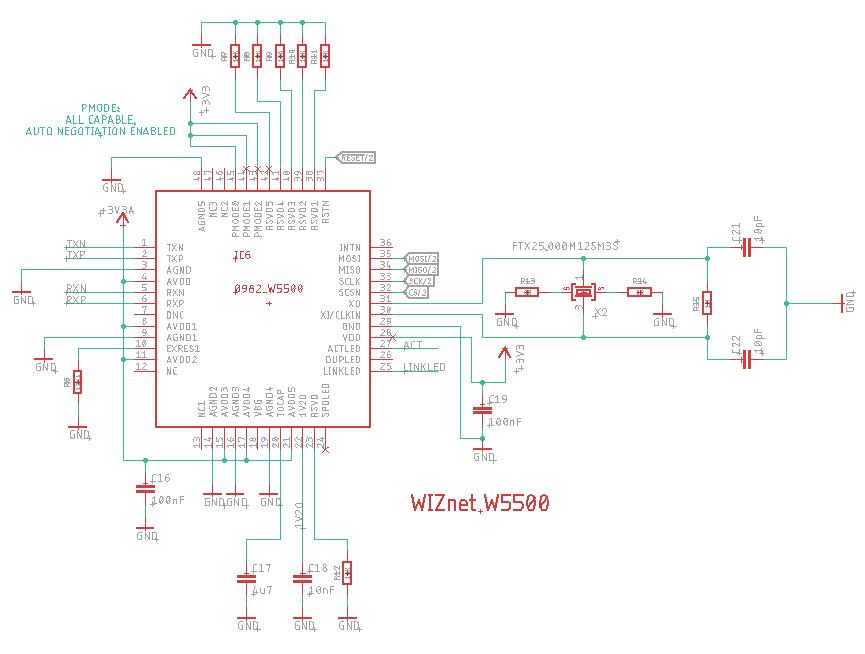 GND
R7
R8
R9
R10
R11
+3V3
PMODE:
ALL CAPABLE,
AUTO NEGOTIATION ENABLED
RESET/2
GND
48 47 46 45 44 43 42 41 40 39 38 37
AGND5
NC3
NC2
PMODE0
PMODE1
PMODE2
RSVD5
RSVD4
RSVD3
RSVD2
RSVD1
RSTN
+3V3A
IC6
0982_W5500
TXN 1 TXN
TXP 2 TXP
3 AGND
4 AVDD
RXN 5 RXN
RXP 6 RXP
7 DNC
8 AVDD1
9 AGND1
10 EXRES1
11 AVDD2
12 NC
GND
GND
R6
GND
INTN 36
MOSI 35 MOSI/2
MISO 34 MISO/2
SCLK 33 SCK/2
SCSN 32 CS/2
XO 31
XI/CLKIN 30
GND 29
VDD 28
ACTLED 27 ACT
DUPLED 26
LINKLED 25 LINKLED
NC1
AGND2
AVDD3
AGND3
AVDD4
VBG
AGND4
TOCAP
AVDD5
1V2O
RSVD
SPDLED
13 14 15 16 17 18 19 20 21 22 23 24
FTX25,000M12SM3S
R13
1
3
X2
R14
GND
GND
R15
C21
10pF
C22
10pF
GND
+3V3
C19
100nF
GND
C16
100nF
GND
GND
GND
GND
1V2O
WIZnet W5500
C17
4u7
GND
C18
10nF
GND
R12
GND